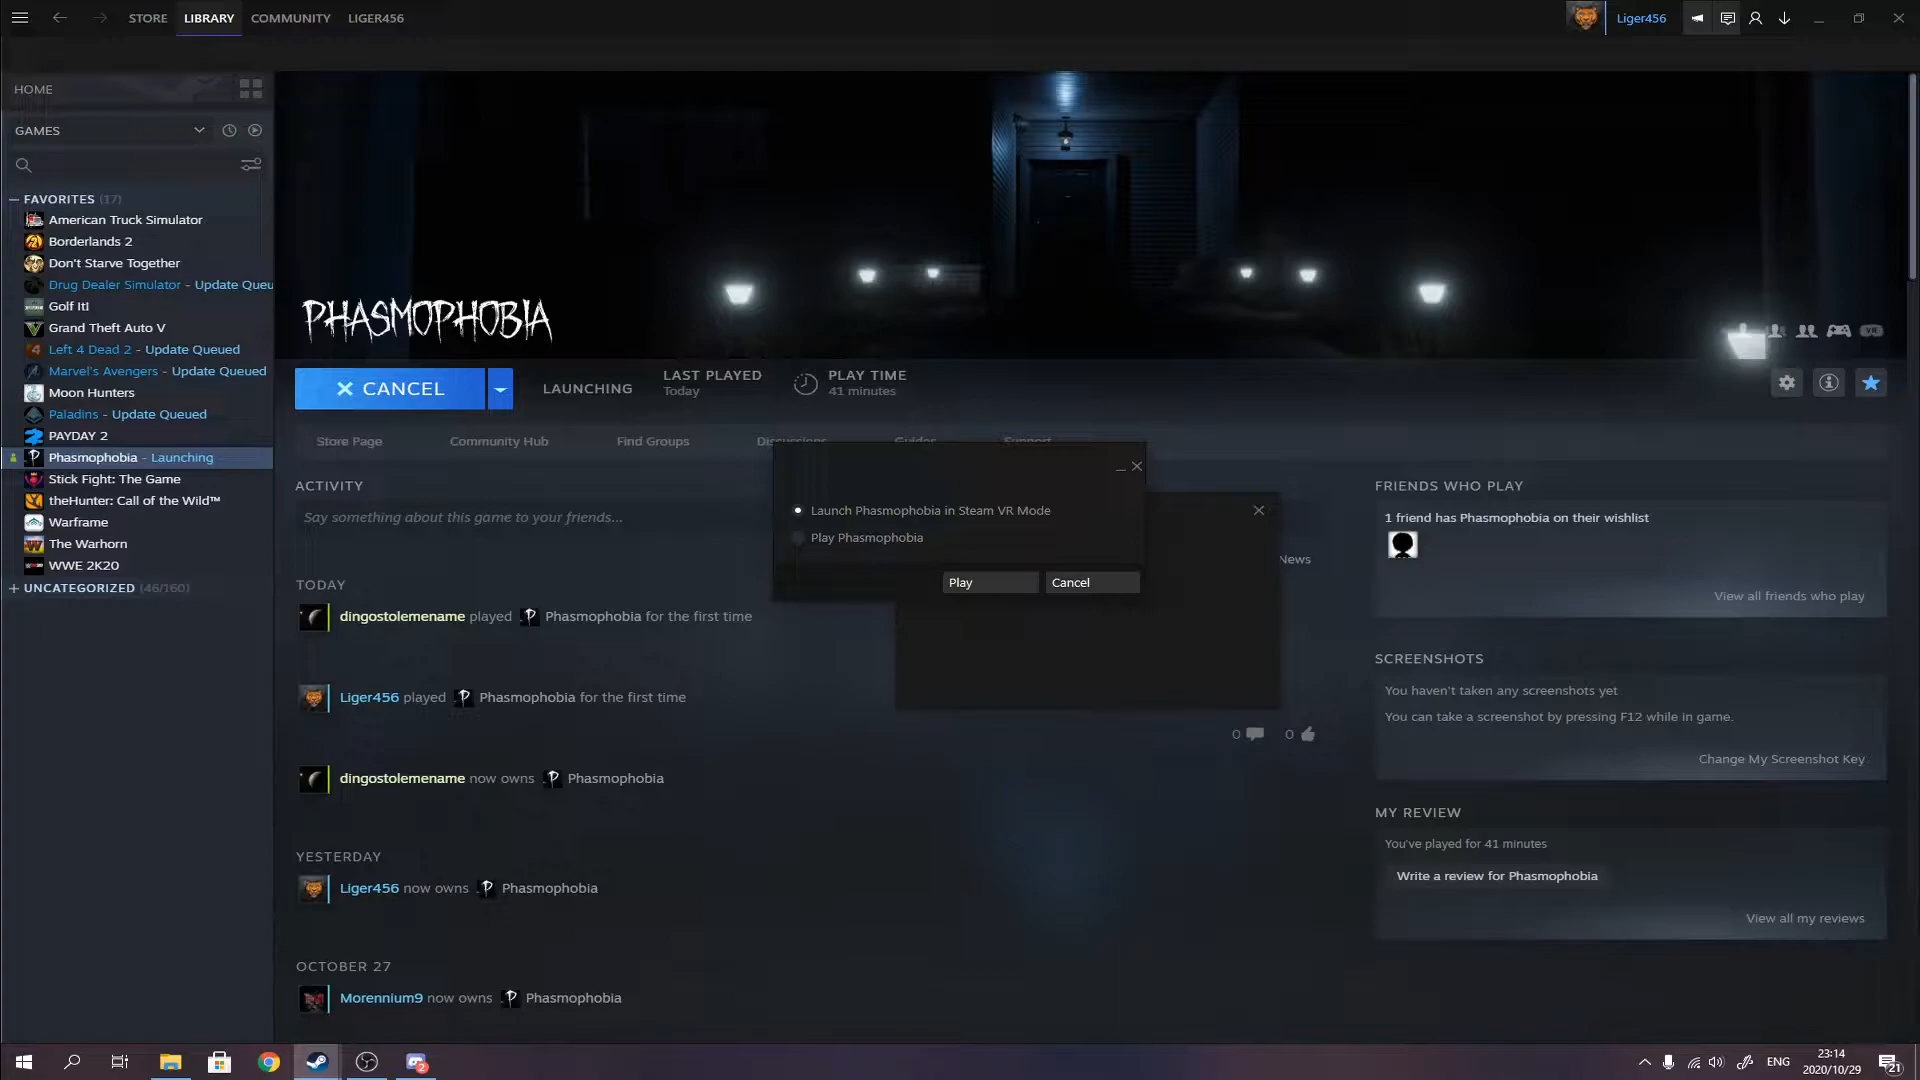 STORE LIBRARY COMMUNITY LIGER456
Liger456
HOME
GAMES
FAVORITES (17)
American Truck Simulator
Borderlands 2
Don't Starve Together
Drug Dealer Simulator - Update Queu
Golf It!
Grand Theft Auto V
Left 4 Dead 2 - Update Queued
Marvel's Avengers - Update Queued
Moon Hunters
Paladins - Update Queued
PAYDAY 2
Phasmophobia - Launching
Stick Fight: The Game
theHunter: Call of the Wild™
Warframe
The Warhorn
WWE 2K20
UNCATEGORIZED (46/160)
PHASMOPHOBIA
VR
CANCEL
LAUNCHING
LAST PLAYED
Today
PLAY TIME
41 minutes
Store Page Community Hub Find Groups Discussions Guides Support
Launch Phasmophobia in Steam VR Mode
Play Phasmophobia
Play Cancel
News
ACTIVITY
Say something about this game to your friends...
TODAY
dingostolemename played Phasmophobia for the first time
Liger456 played Phasmophobia for the first time
0 0
dingostolemename now owns Phasmophobia
YESTERDAY
Liger456 now owns Phasmophobia
OCTOBER 27
Morennium9 now owns Phasmophobia
FRIENDS WHO PLAY
1 friend has Phasmophobia on their wishlist
View all friends who play
SCREENSHOTS
You haven't taken any screenshots yet
You can take a screenshot by pressing F12 while in game.
Change My Screenshot Key
MY REVIEW
You've played for 41 minutes
Write a review for Phasmophobia
View all my reviews
2
ENG
23:14
2020/10/29
21